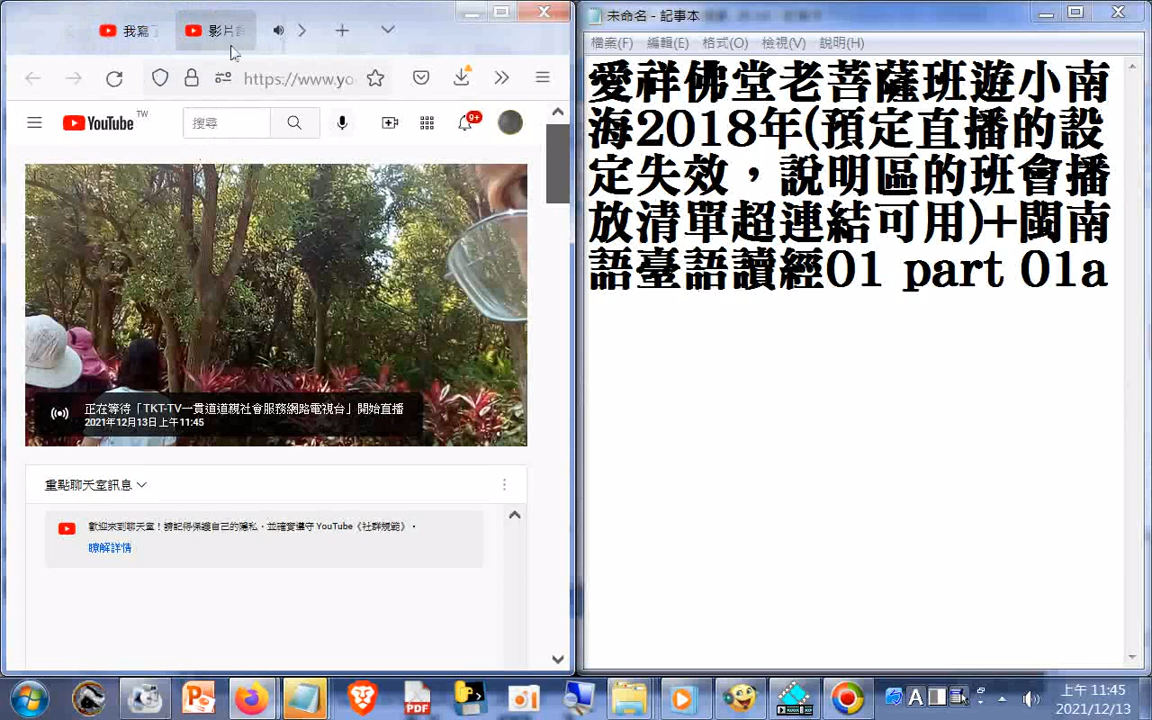 我寫
影片
https://www.yo
YouTube TW
搜尋
9+
正在等待「TKT-TV一貫道道親社會服務網路電視台」開始直播
2021年12月13日 上午11:45
重點聊天室訊息
歡迎來到聊天室！請記得保護自己的隱私，並確實遵守 YouTube《社群規範》。
瞭解詳情
未命名 - 記事本
檔案(F) 編輯(E) 格式(O) 檢視(V) 說明(H)
愛祥佛堂老菩薩班遊小南
海2018年(預定直播的設
定失效，說明區的班會播
放清單超連結可用)+閩南
語臺語讀經01 part 01a
PDF
A
上午 11:45
2021/12/13